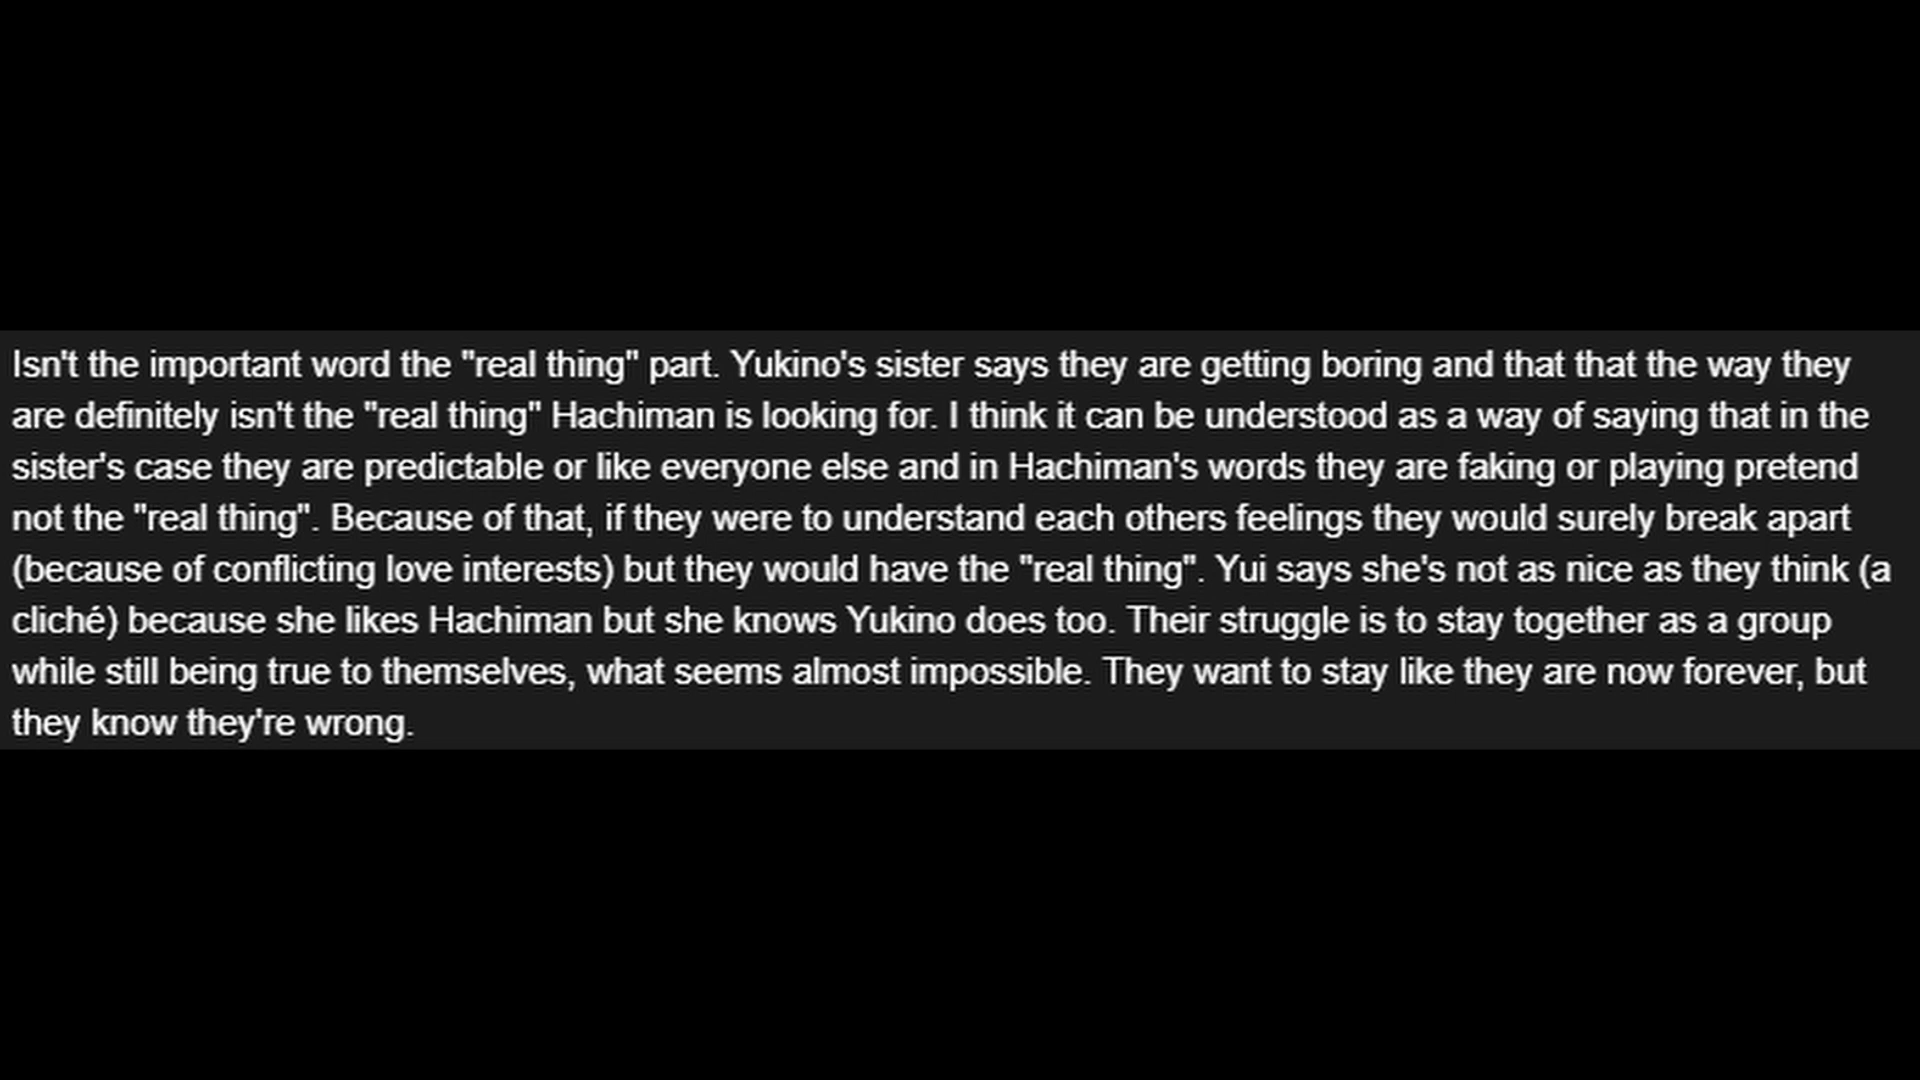 Isn't the important word the "real thing" part. Yukino's sister says they are getting boring and that that the way they
are definitely isn't the "real thing" Hachiman is looking for. I think it can be understood as a way of saying that in the
sister's case they are predictable or like everyone else and in Hachiman's words they are faking or playing pretend
not the "real thing". Because of that, if they were to understand each others feelings they would surely break apart
(because of conflicting love interests) but they would have the "real thing". Yui says she's not as nice as they think (a
cliché) because she likes Hachiman but she knows Yukino does too. Their struggle is to stay together as a group
while still being true to themselves, what seems almost impossible. They want to stay like they are now forever, but
they know they're wrong.